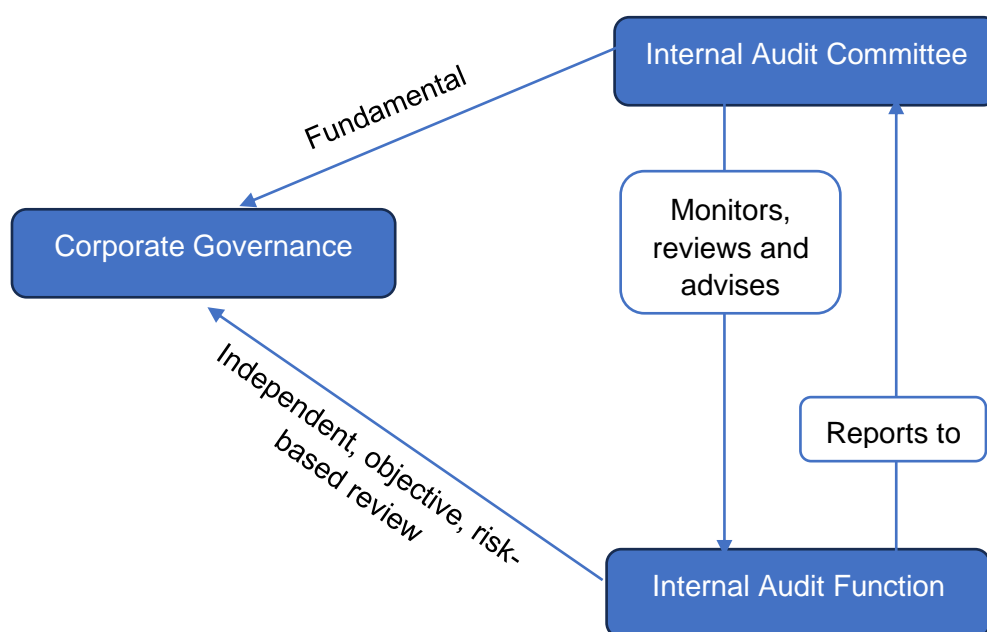 Internal Audit Committee
Fundamental
Monitors,
reviews and
advises
Corporate Governance
Independent, objective, risk-
based review
Reports to
Internal Audit Function